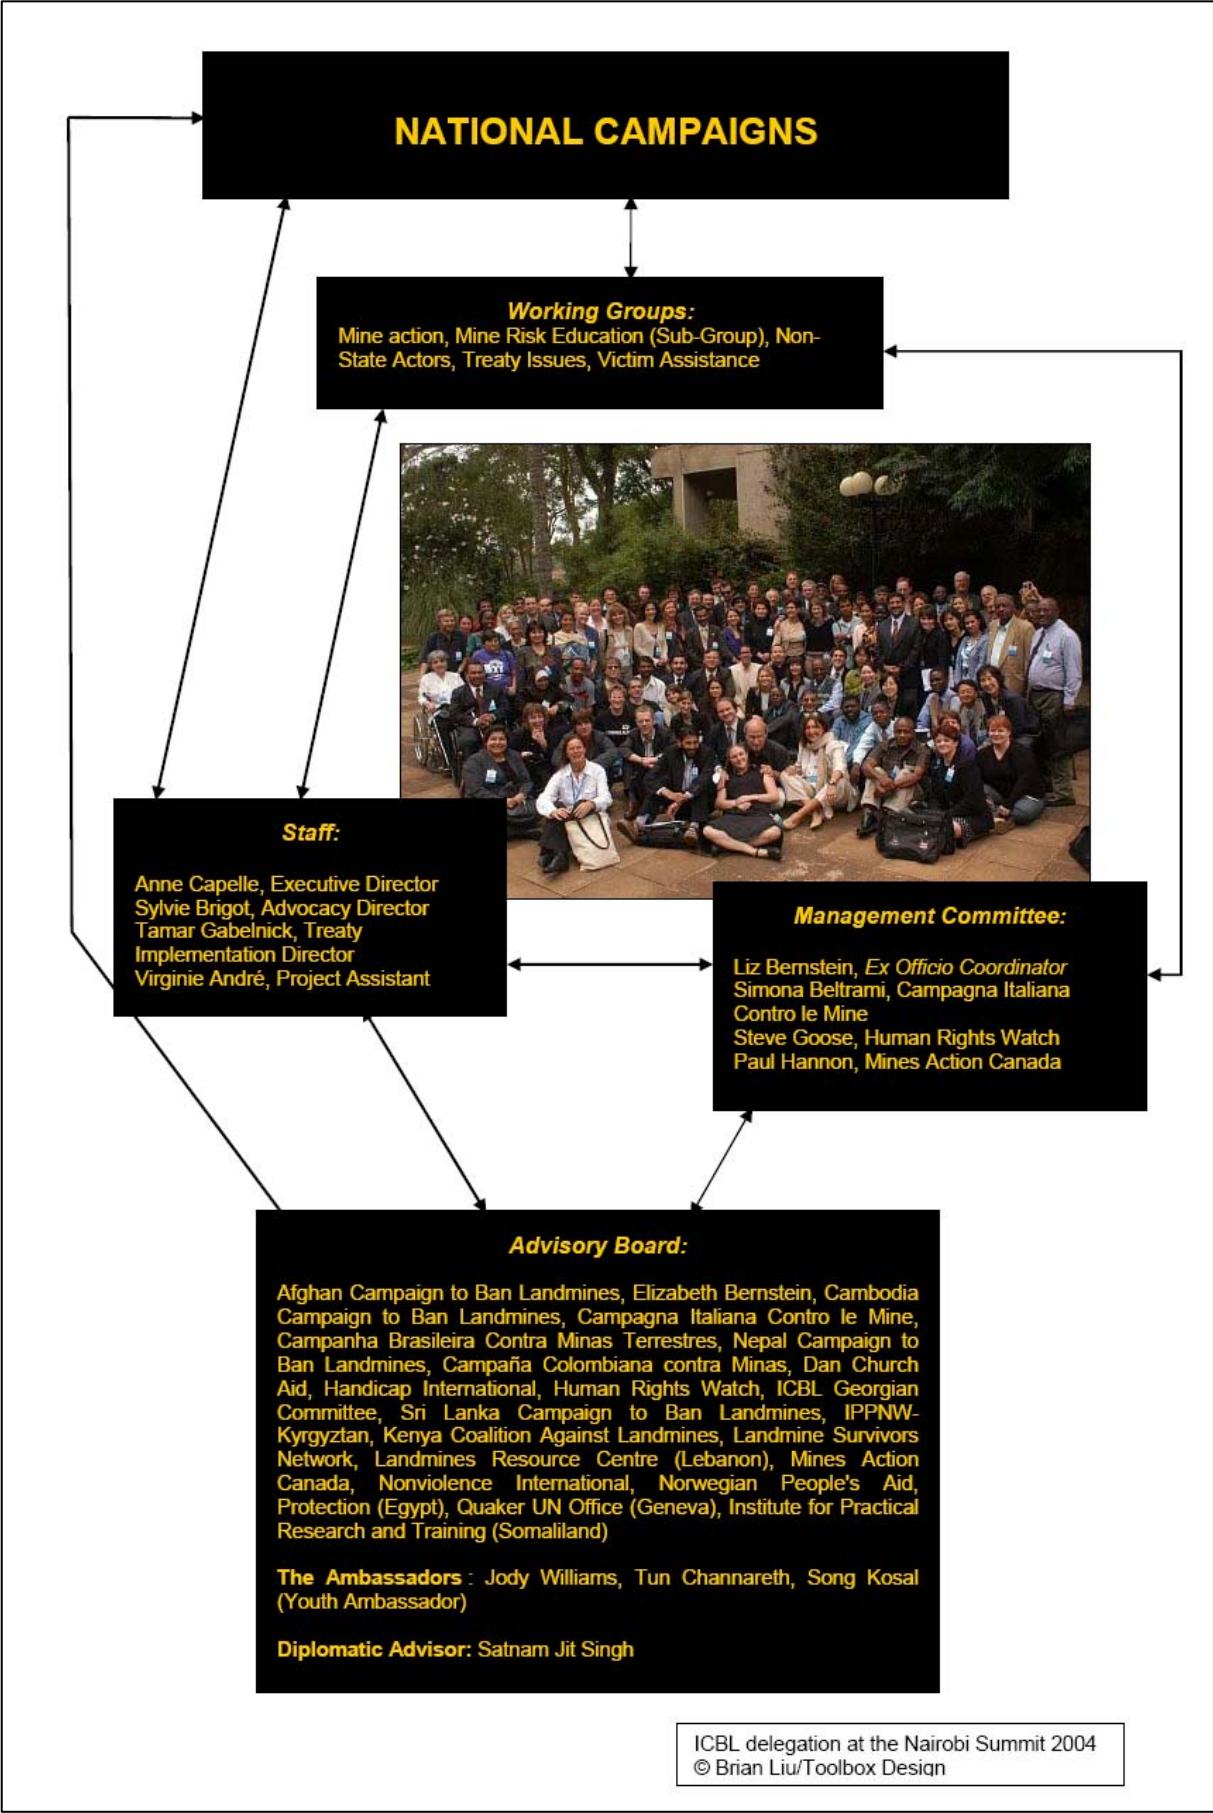 NATIONAL CAMPAIGNS
Working Groups:
Mine action, Mine Risk Education (Sub-Group), Non-
State Actors, Treaty Issues, Victim Assistance
Staff:
Anne Capelle, Executive Director
Sylvie Brigot, Advocacy Director
Tamar Gabelnick, Treaty
Implementation Director
Virginie André, Project Assistant
Management Committee:
Liz Bernstein, Ex Officio Coordinator
Simona Beltrami, Campagna Italiana
Contro le Mine
Steve Goose, Human Rights Watch
Paul Hannon, Mines Action Canada
Advisory Board:
Afghan Campaign to Ban Landmines, Elizabeth Bernstein, Cambodia
Campaign to Ban Landmines, Campagna Italiana Contro le Mine,
Campanha Brasileira Contra Minas Terrestres, Nepal Campaign to
Ban Landmines, Campaña Colombiana contra Minas, Dan Church
Aid, Handicap International, Human Rights Watch, ICBL Georgian
Committee, Sri Lanka Campaign to Ban Landmines, IPPNW-
Kyrgyztan, Kenya Coalition Against Landmines, Landmine Survivors
Network, Landmines Resource Centre (Lebanon), Mines Action
Canada, Nonviolence International, Norwegian People's Aid,
Protection (Egypt), Quaker UN Office (Geneva), Institute for Practical
Research and Training (Somaliland)
The Ambassadors : Jody Williams, Tun Channareth, Song Kosal
(Youth Ambassador)
Diplomatic Advisor: Satnam Jit Singh
ICBL delegation at the Nairobi Summit 2004
© Brian Liu/Toolbox Design